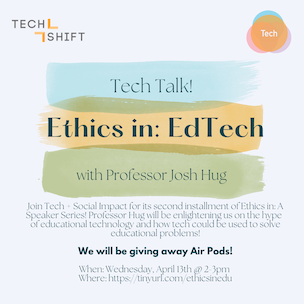 TECH
SHIFT
Tech
Tech Talk!
Ethics in: EdTech
with Professor Josh Hug
Join Tech + Social Impact for its second installment of Ethics in: A
Speaker Series! Professor Hug will be enlightening us on the hype
of educational technology and how tech could be used to solve
educational problems!
We will be giving away Air Pods!
When: Wednesday, April 13th @ 2-3pm
Where: https://tinyurl.com/ethicsinedu